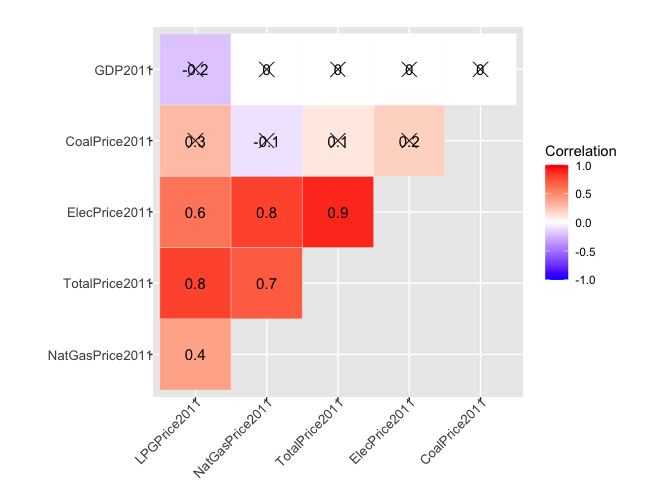 GDP2011
-0.2
0
0
0
0
CoalPrice2011
0.3
-0.1
0.1
0.2
ElecPrice2011
0.6
0.8
0.9
TotalPrice2011
0.8
0.7
NatGasPrice2011
0.4
LPGPrice2011
NatGasPrice2011
TotalPrice2011
ElecPrice2011
CoalPrice2011
Correlation
1.0
0.5
0.0
-0.5
-1.0